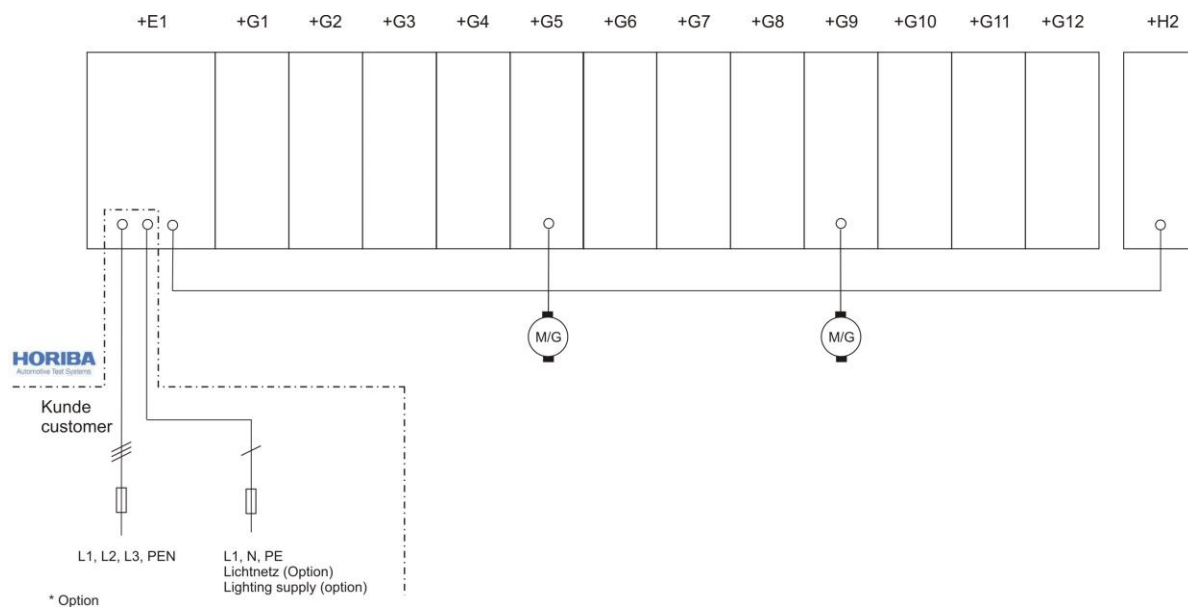 +E1 +G1 +G2 +G3 +G4 +G5 +G6 +G7 +G8 +G9 +G10 +G11 +G12 +H2
M/G M/G
HORIBA
Automotive Test Systems
Kunde
customer
L1, L2, L3, PEN
L1, N, PE
Lichtnetz (Option)
Lighting supply (option)
* Option